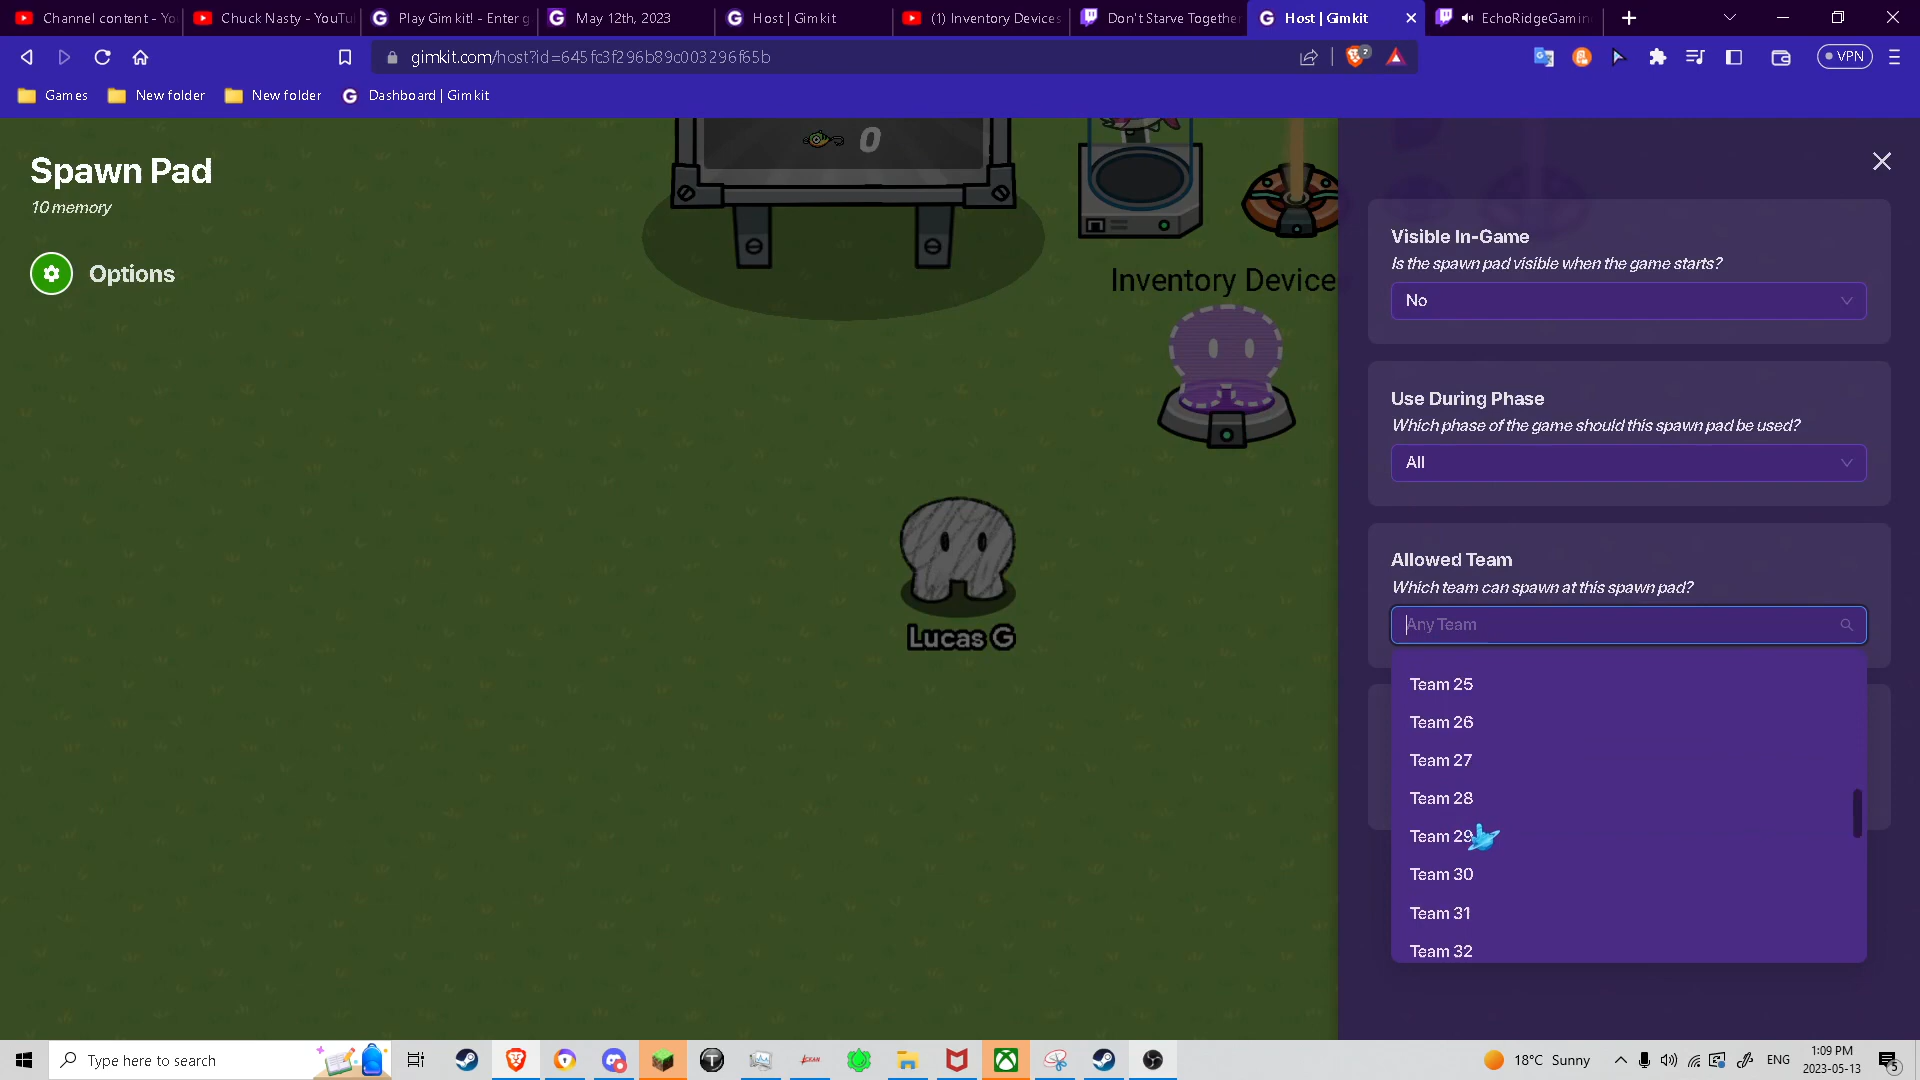 Channel content - Yo
Chuck Nasty - YouTu
Play Gimkit! - Enter g
May 12th, 2023
Host | Gimkit
(1) Inventory Devices
Don't Starve Together
Host | Gimkit
EchoRidgeGamin
gimkit.com/host?id=645fc3f296b89c003296f65b
VPN
Games
New folder
New folder
Dashboard | Gimkit
Spawn Pad
10 memory
Options
0
Inventory Device
Lucas G
Visible In-Game
Is the spawn pad visible when the game starts?
No
Use During Phase
Which phase of the game should this spawn pad be used?
All
Allowed Team
Which team can spawn at this spawn pad?
Any Team
Team 25
Team 26
Team 27
Team 28
Team 29
Team 30
Team 31
Team 32
Type here to search
18°C Sunny
ENG
1:09 PM
2023-05-13
5